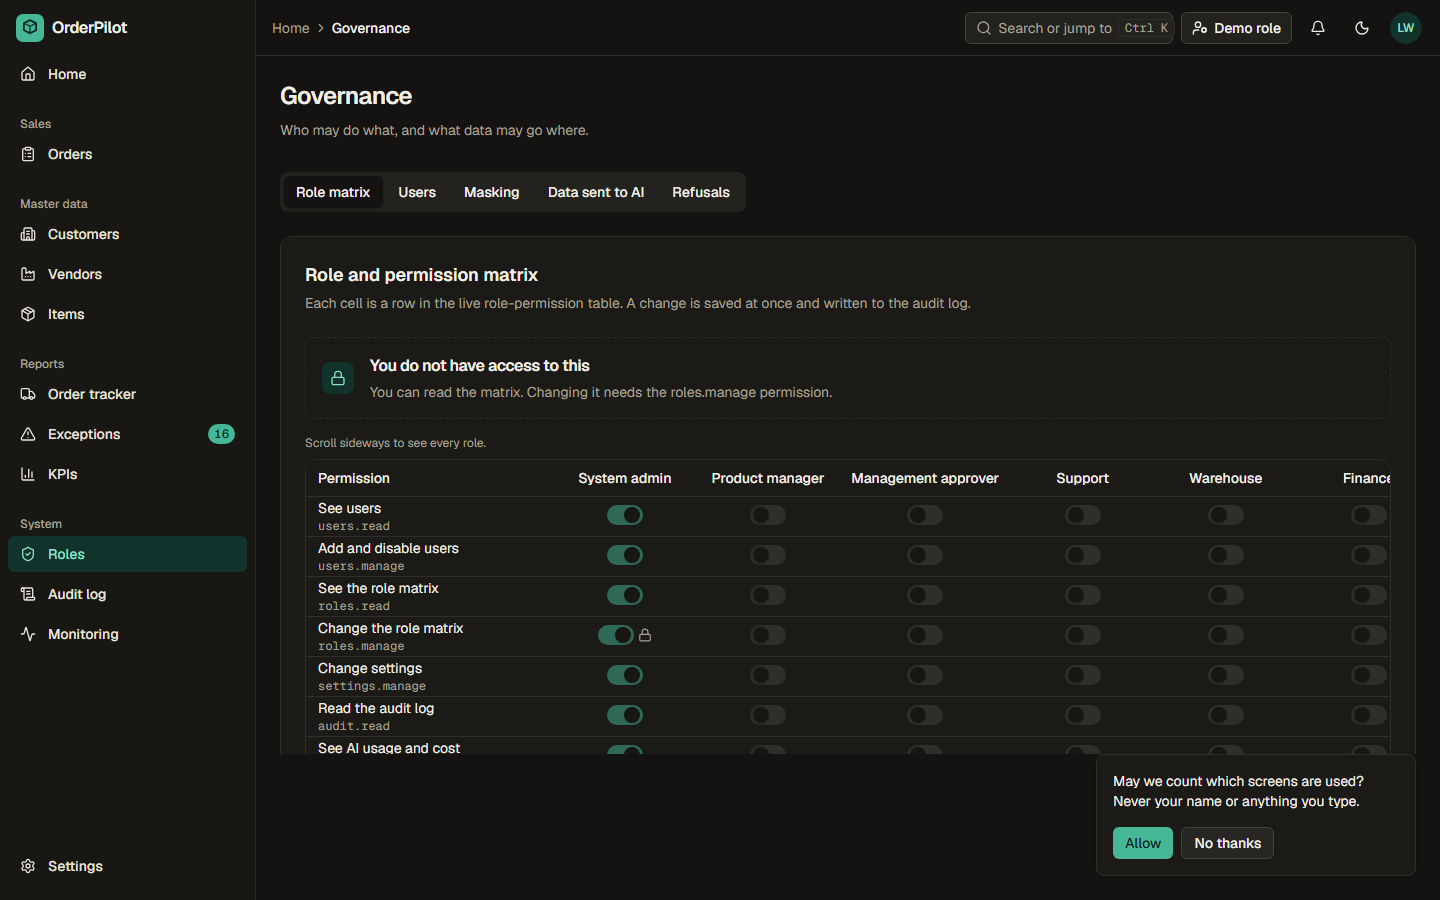 OrderPilot
Home
Sales
Orders
Master data
Customers
Vendors
Items
Reports
Order tracker
Exceptions 16
KPIs
System
Roles
Audit log
Monitoring
Settings
Home > Governance
Search or jump to Ctrl K
Demo role
LW
Governance
Who may do what, and what data may go where.
Role matrix Users Masking Data sent to AI Refusals
Role and permission matrix
Each cell is a row in the live role-permission table. A change is saved at once and written to the audit log.
You do not have access to this
You can read the matrix. Changing it needs the roles.manage permission.
Scroll sideways to see every role.
Permission System admin Product manager Management approver Support Warehouse Finance
See users
users.read
Add and disable users
users.manage
See the role matrix
roles.read
Change the role matrix
roles.manage
Change settings
settings.manage
Read the audit log
audit.read
See AI usage and cost
May we count which screens are used?
Never your name or anything you type.
Allow No thanks